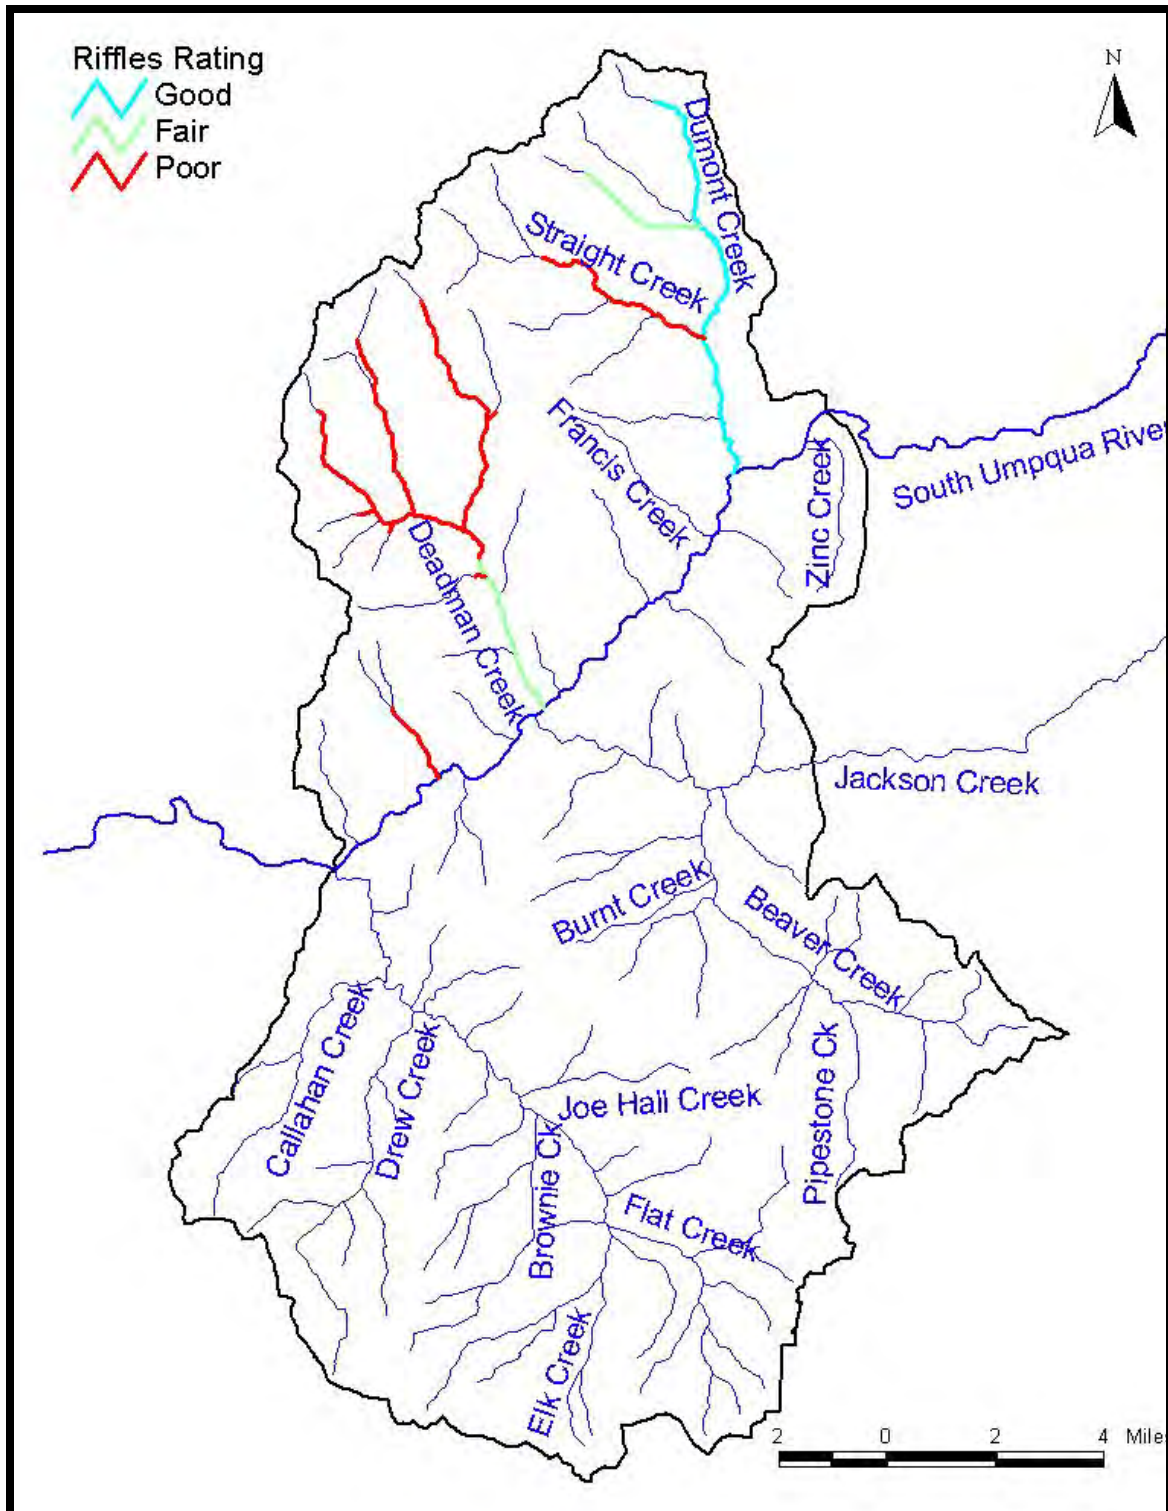 Riffles Rating
Good
Fair
Poor
N
Dumont Creek
Straight Creek
Francis Creek
Zinc Creek
South Umpqua River
Deadman Creek
Jackson Creek
Burnt Creek
Beaver Creek
Callahan Creek
Drew Creek
Joe Hall Creek
Pipestone Ck
Brownie Ck
Flat Creek
Elk Creek
2 0 2 4 Miles